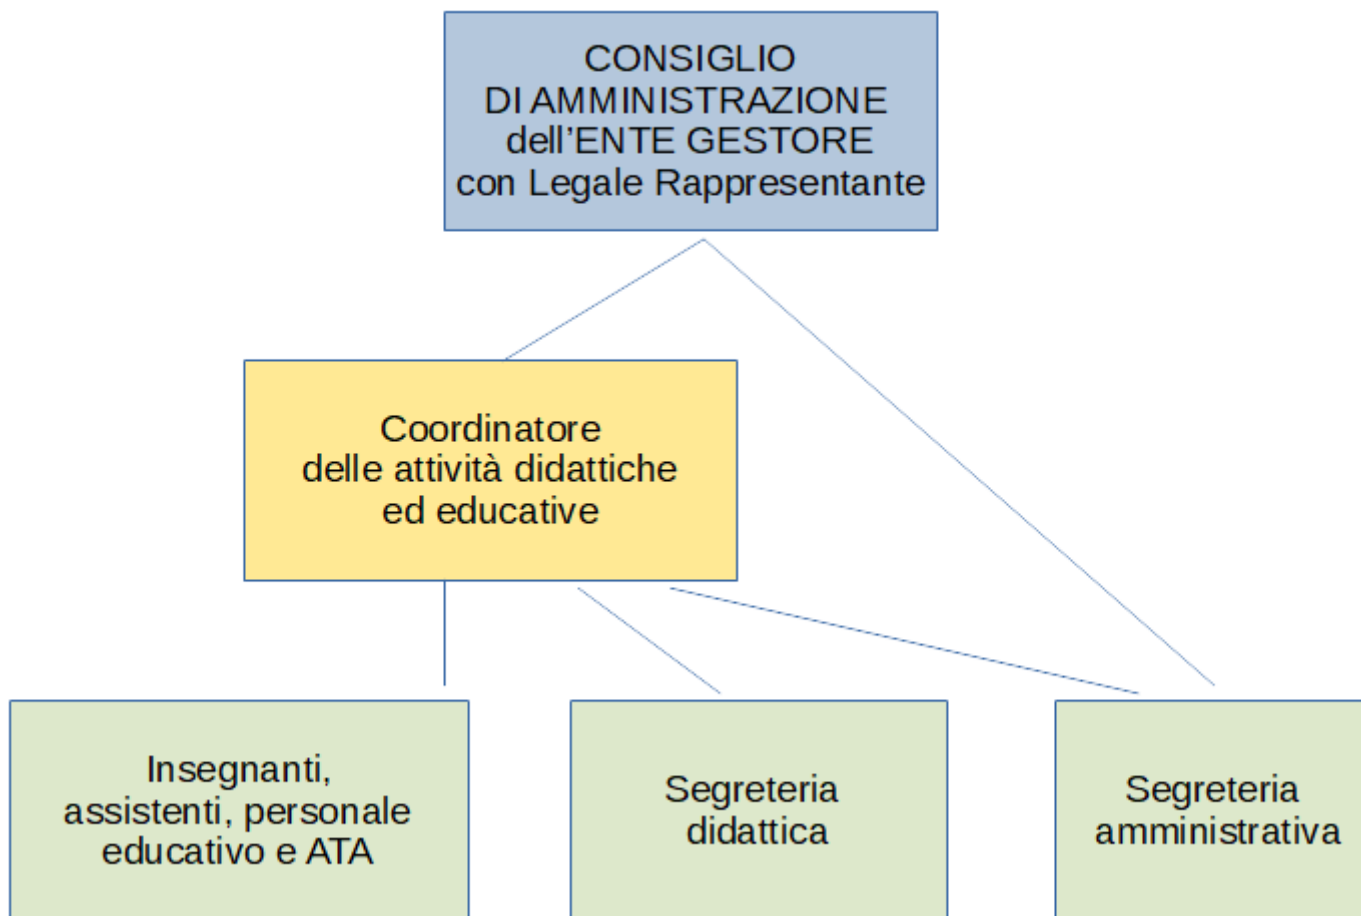 CONSIGLIO
DI AMMINISTRAZIONE
dell’ENTE GESTORE
con Legale Rappresentante
Coordinatore
delle attività didattiche
ed educative
Insegnanti,
assistenti, personale
educativo e ATA
Segreteria
didattica
Segreteria
amministrativa